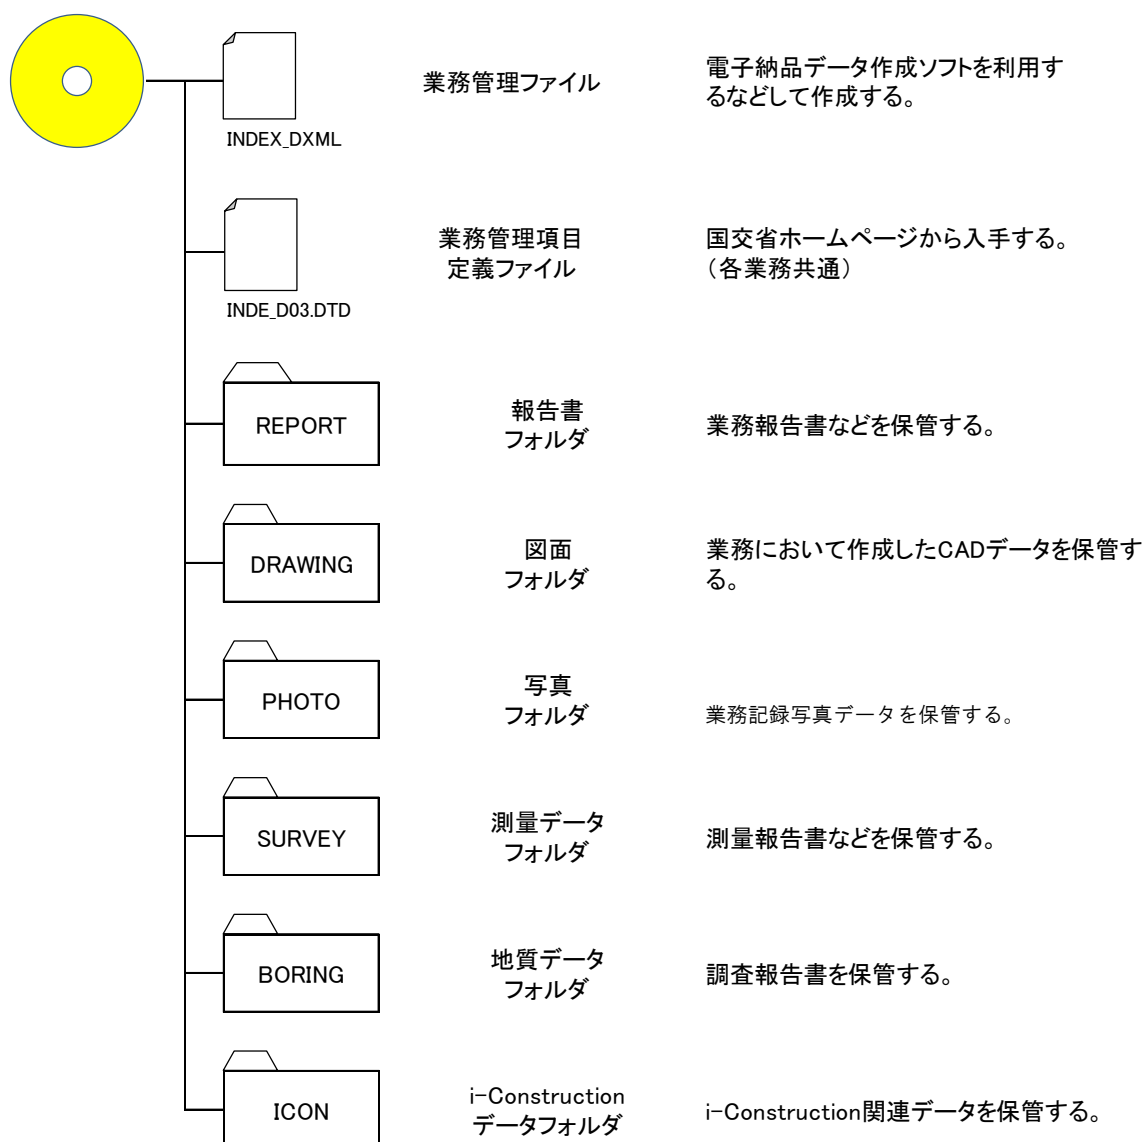 業務管理ファイル
電子納品データ作成ソフトを利用す
るなどして作成する。
INDEX_DXML
業務管理項目
定義ファイル
国交省ホームページから入手する。
（各業務共通）
INDE_D03.DTD
REPORT
報告書
フォルダ
業務報告書などを保管する。
DRAWING
図面
フォルダ
業務において作成したCADデータを保管す
る。
PHOTO
写真
フォルダ
業務記録写真データを保管する。
SURVEY
測量データ
フォルダ
測量報告書などを保管する。
BORING
地質データ
フォルダ
調査報告書を保管する。
ICON
i-Construction
データフォルダ
i-Construction関連データを保管する。